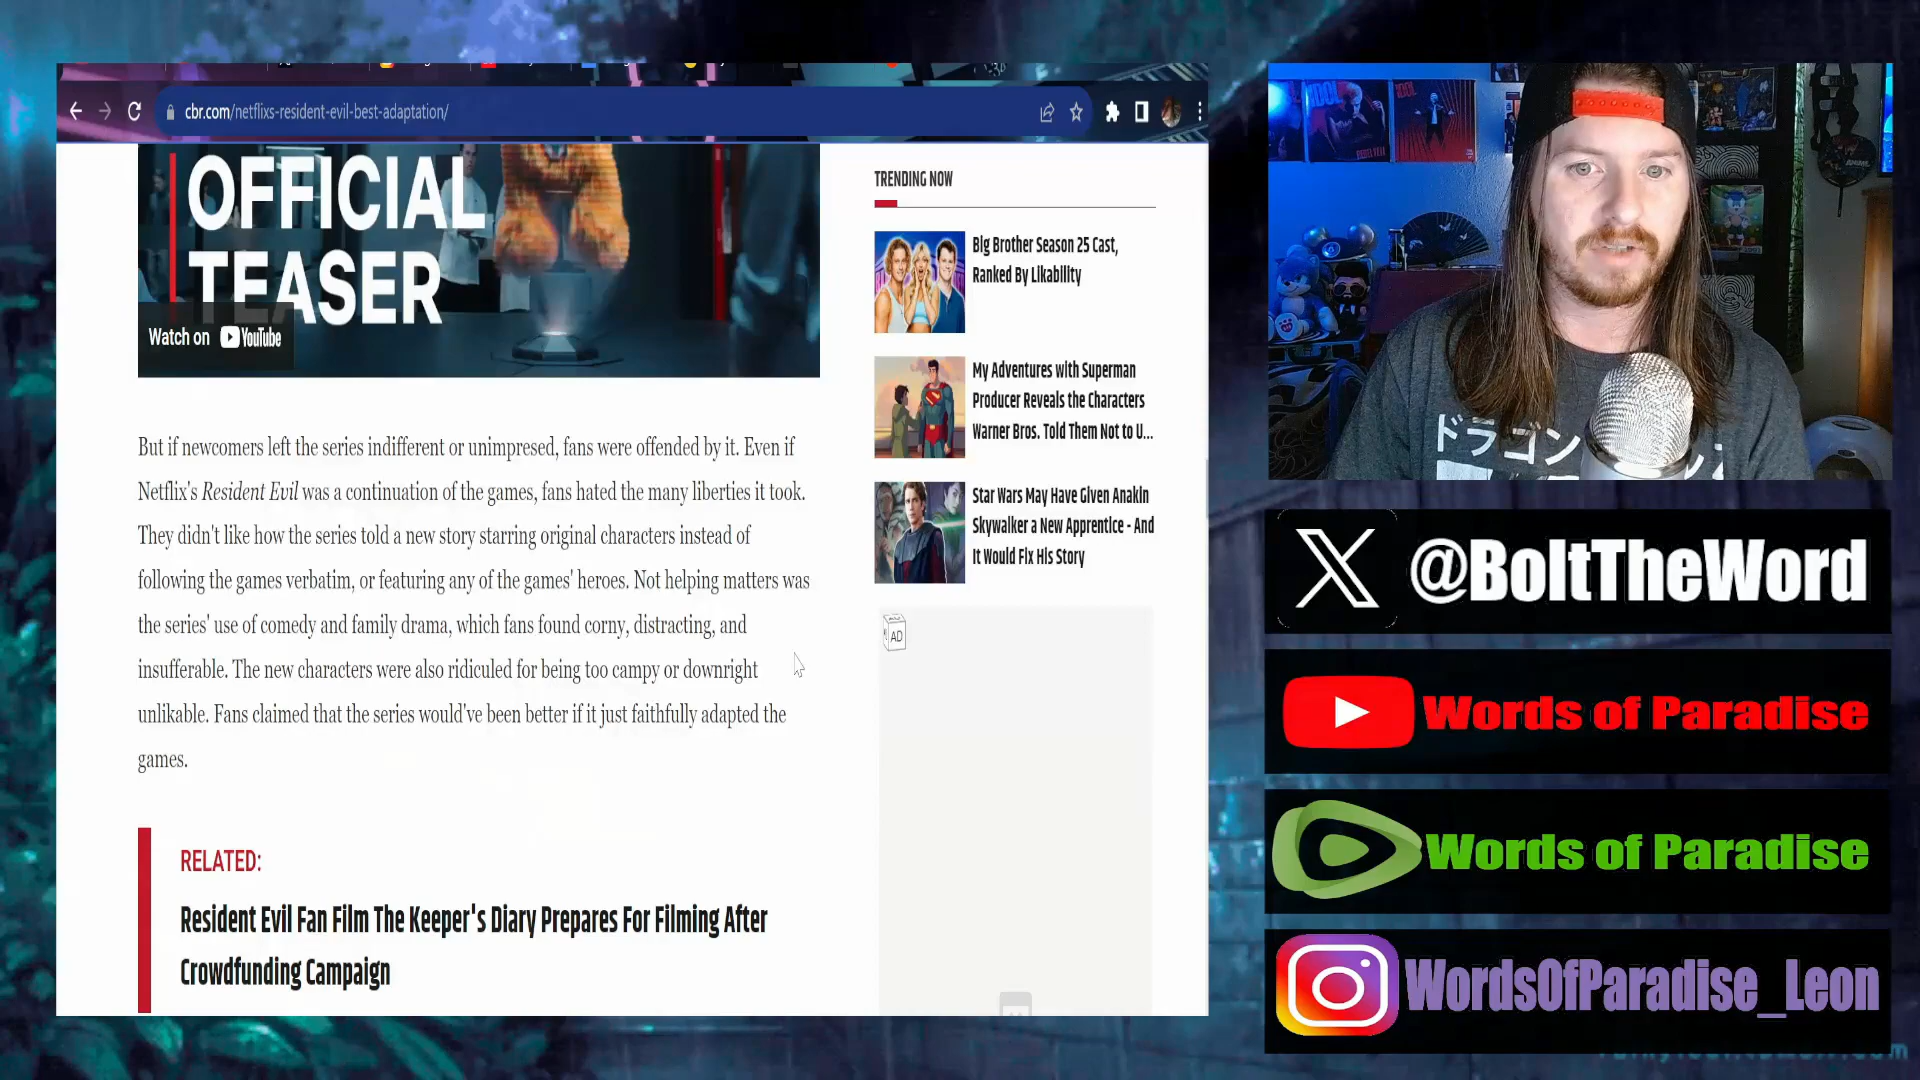 cbr.com/netflixs-resident-evil-best-adaptation/
OFFICIAL
TEASER
Watch on YouTube
But if newcomers left the series indifferent or unimpresed, fans were offended by it. Even if
Netflix's Resident Evil was a continuation of the games, fans hated the many liberties it took.
They didn't like how the series told a new story starring original characters instead of
following the games verbatim, or featuring any of the games' heroes. Not helping matters was
the series' use of comedy and family drama, which fans found corny, distracting, and
insufferable. The new characters were also ridiculed for being too campy or downright
unlikable. Fans claimed that the series would've been better if it just faithfully adapted the
games.
RELATED:
Resident Evil Fan Film The Keeper's Diary Prepares For Filming After
Crowdfunding Campaign
TRENDING NOW
Big Brother Season 25 Cast,
Ranked By Likability
My Adventures with Superman
Producer Reveals the Characters
Warner Bros. Told Them Not to U...
Star Wars May Have Given Anakin
Skywalker a New Apprentice - And
It Would Fix His Story
AD
IDOL
ドラゴン
X @BoltTheWord
Words of Paradise
Words of Paradise
WordsOfParadise_Leon